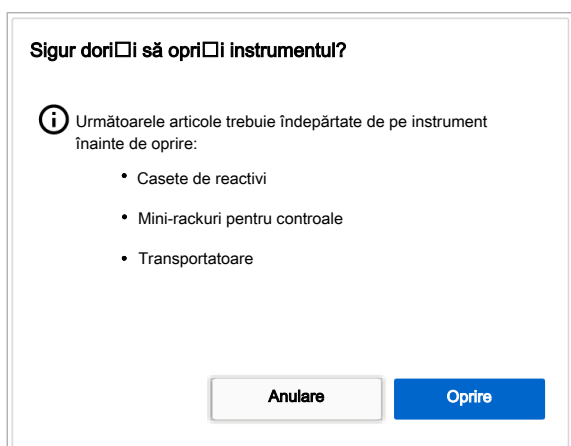 Sigur dori□i să opri□i instrumentul?
Următoarele articole trebuie îndepărtate de pe instrument
înainte de oprire:
• Casete de reactivi
• Mini-rackuri pentru controale
• Transportatoare
Anulare
Oprire